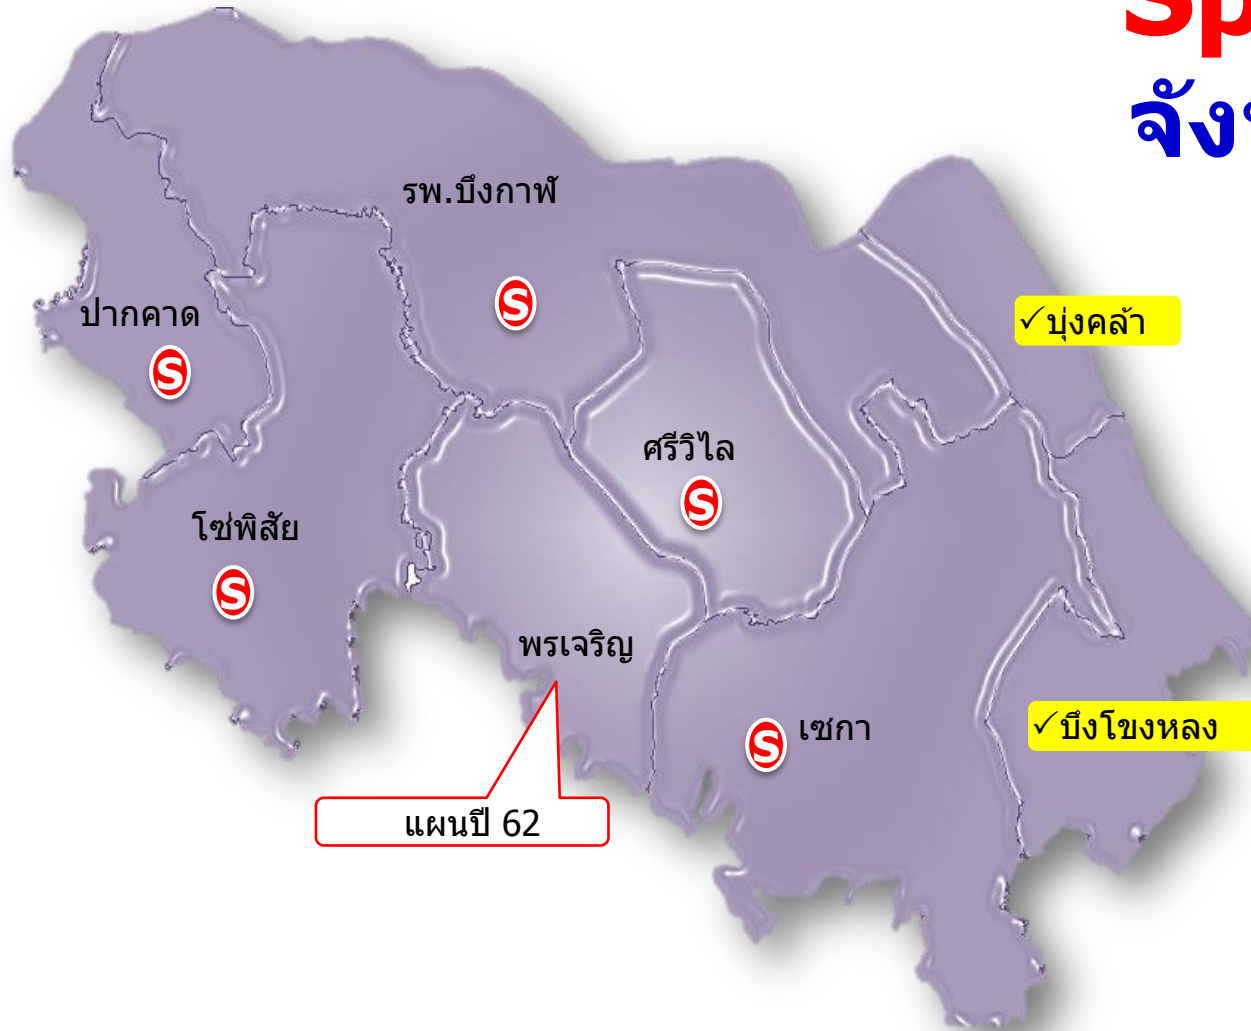 Sp
จัง
รพ.บึงกาฬ
ปากคาด
S
S
✓บุ่งคล้า
ศรีวิไล
S
โซ่พิสัย
S
พรเจริญ
S เซกา
✓บึงโขงหลง
แผนปี 62